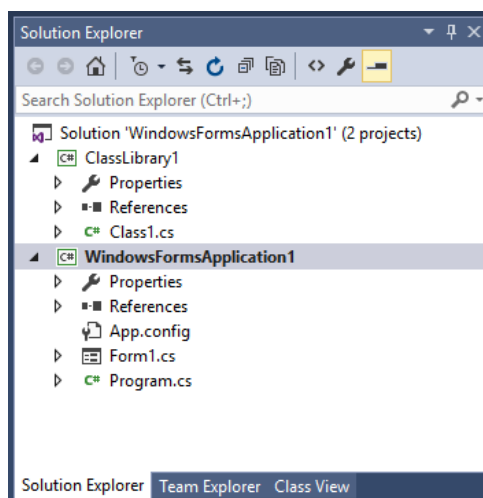 Solution Explorer
Search Solution Explorer (Ctrl+;)
Solution 'WindowsFormsApplication1' (2 projects)
C# ClassLibrary1
Properties
References
C# Class1.cs
C# WindowsFormsApplication1
Properties
References
App.config
Form1.cs
C# Program.cs
Solution Explorer Team Explorer Class View